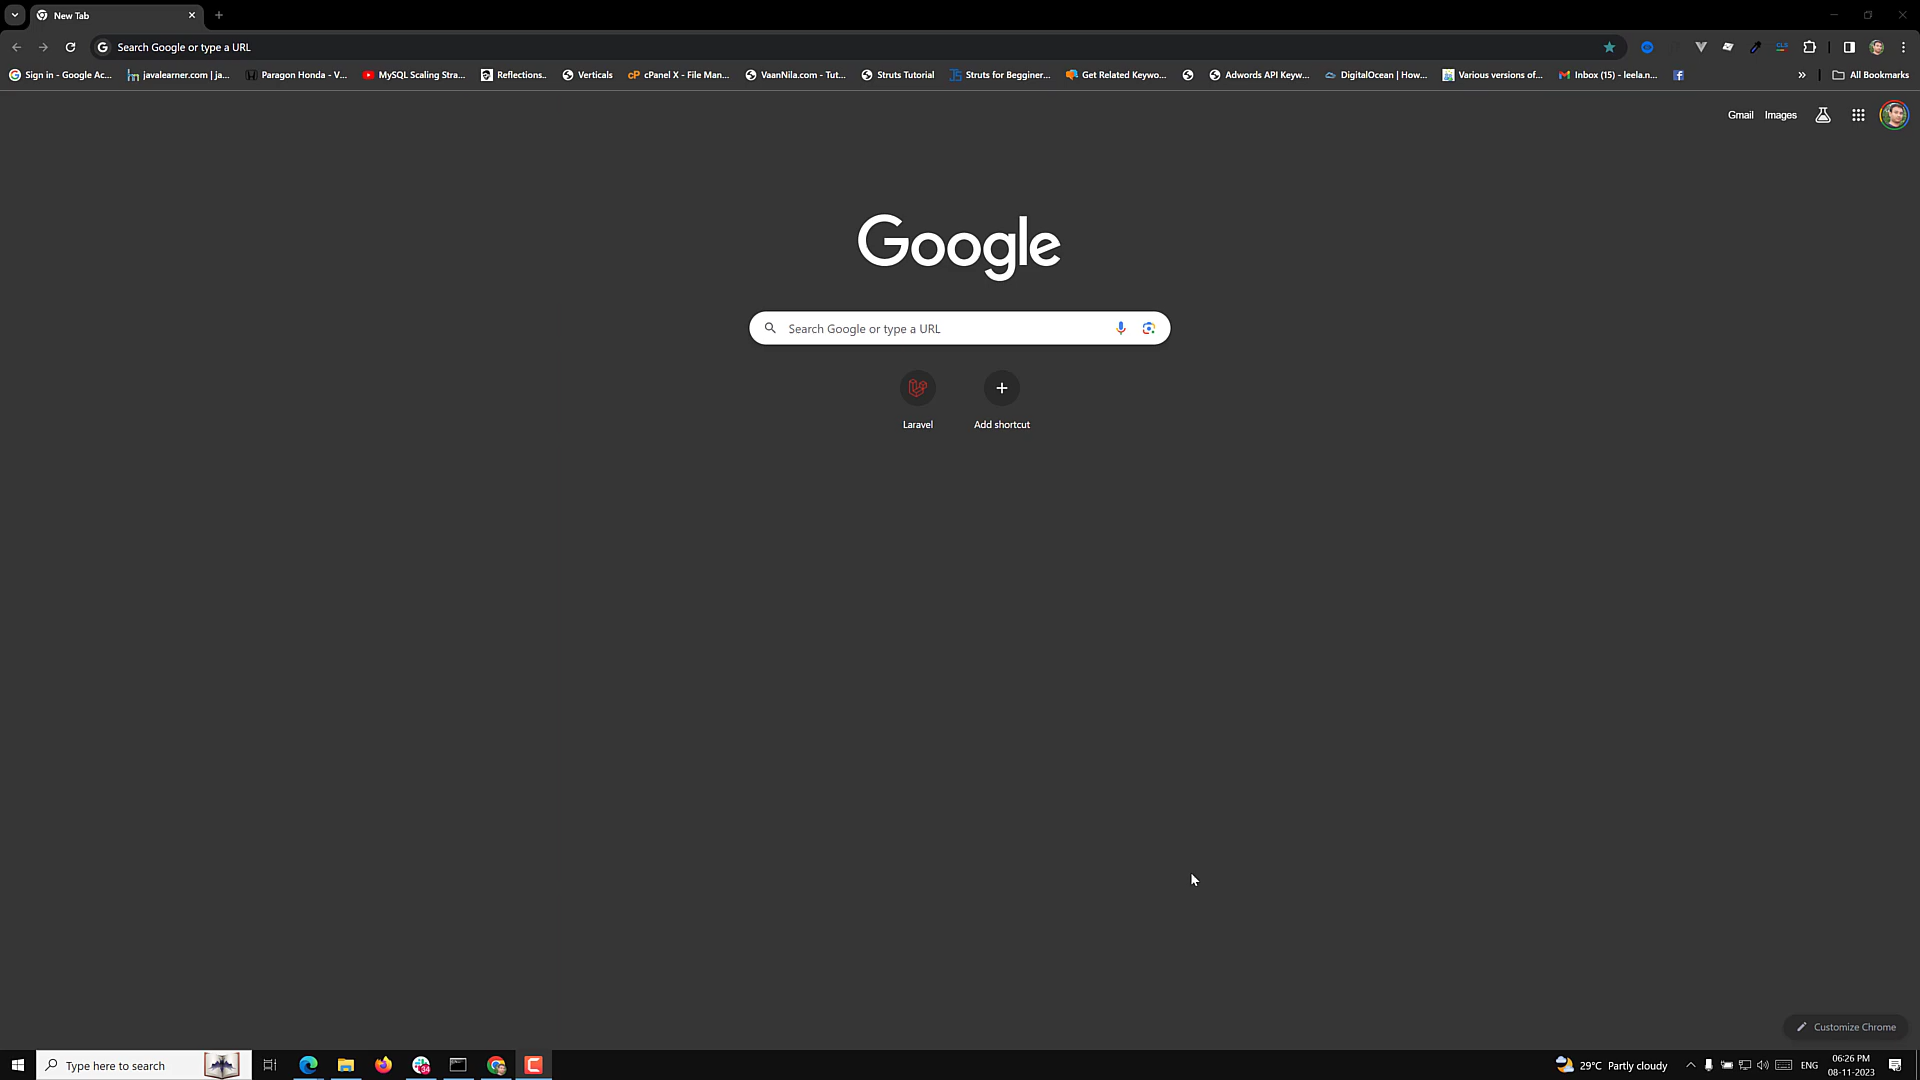 New Tab
Search Google or type a URL
Sign in - Google Ac...
javalearner.com | ja...
Paragon Honda - V...
MySQL Scaling Stra...
Reflections..
Verticals
cPanel X - File Man...
VaanNila.com - Tut...
Struts Tutorial
Struts for Begginer...
Get Related Keywo...
Adwords API Keyw...
DigitalOcean | How...
Various versions of...
Inbox (15) - leela.n...
All Bookmarks
Gmail
Images
Google
Search Google or type a URL
Laravel
Add shortcut
Customize Chrome
Type here to search
34
29°C Partly cloudy
ENG
06:26 PM
08-11-2023